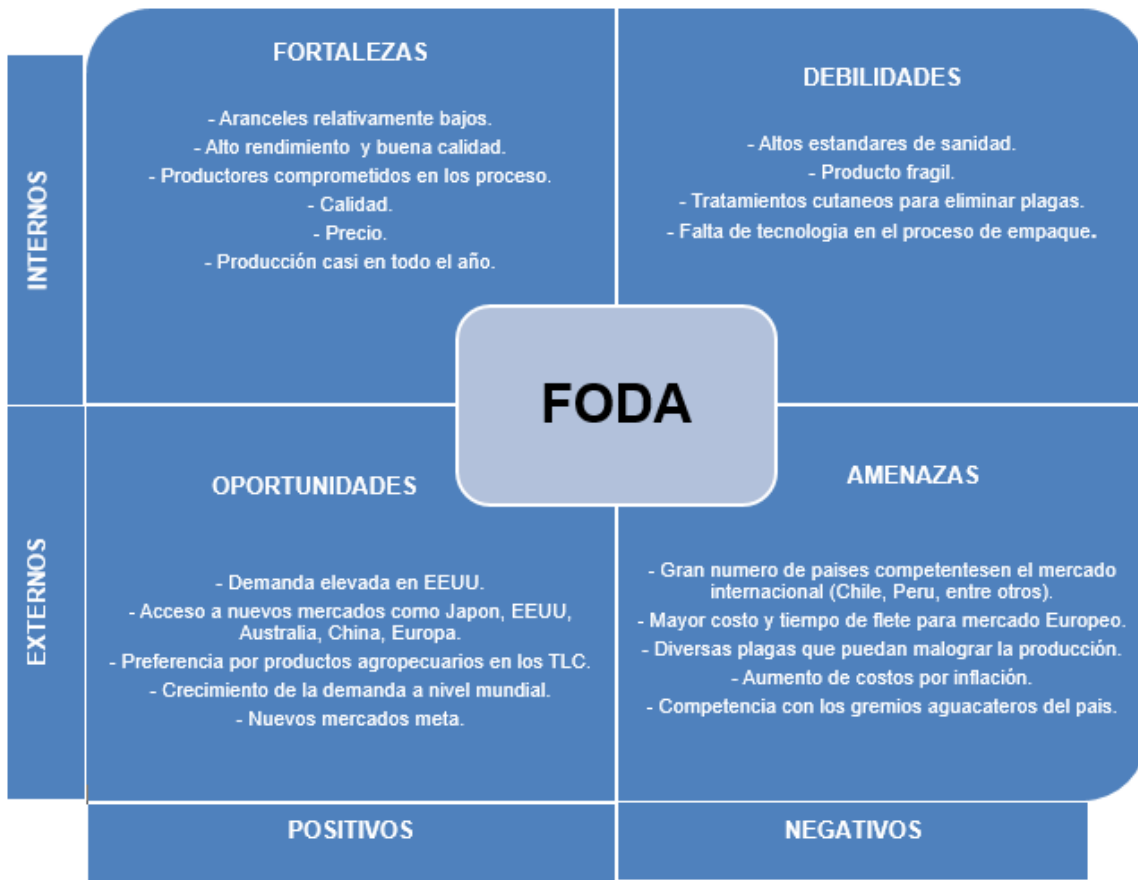 INTERNOS
FORTALEZAS
- Aranceles relativamente bajos.
- Alto rendimiento y buena calidad.
- Productores comprometidos en los proceso.
- Calidad.
- Precio.
- Producción casi en todo el año.
DEBILIDADES
- Altos estandares de sanidad.
- Producto fragil.
- Tratamientos cutaneos para eliminar plagas.
- Falta de tecnologia en el proceso de empaque.
FODA
EXTERNOS
OPORTUNIDADES
- Demanda elevada en EEUU.
- Acceso a nuevos mercados como Japon, EEUU,
Australia, China, Europa.
- Preferencia por productos agropecuarios en los TLC.
- Crecimiento de la demanda a nivel mundial.
- Nuevos mercados meta.
AMENAZAS
- Gran numero de paises competentesen el mercado
internacional (Chile, Peru, entre otros).
- Mayor costo y tiempo de flete para mercado Europeo.
- Diversas plagas que puedan malograr la producción.
- Aumento de costos por inflación.
- Competencia con los gremios aguacateros del pais.
POSITIVOS
NEGATIVOS